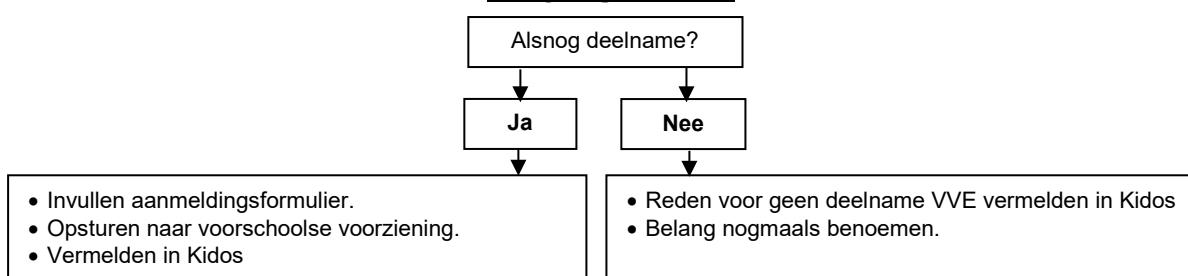 Alsnog deelname?
Ja
Nee
• Invullen aanmeldingsformulier.
• Opsturen naar voorschoolse voorziening.
• Vermelden in Kidos
• Reden voor geen deelname VVE vermelden in Kidos
• Belang nogmaals benoemen.